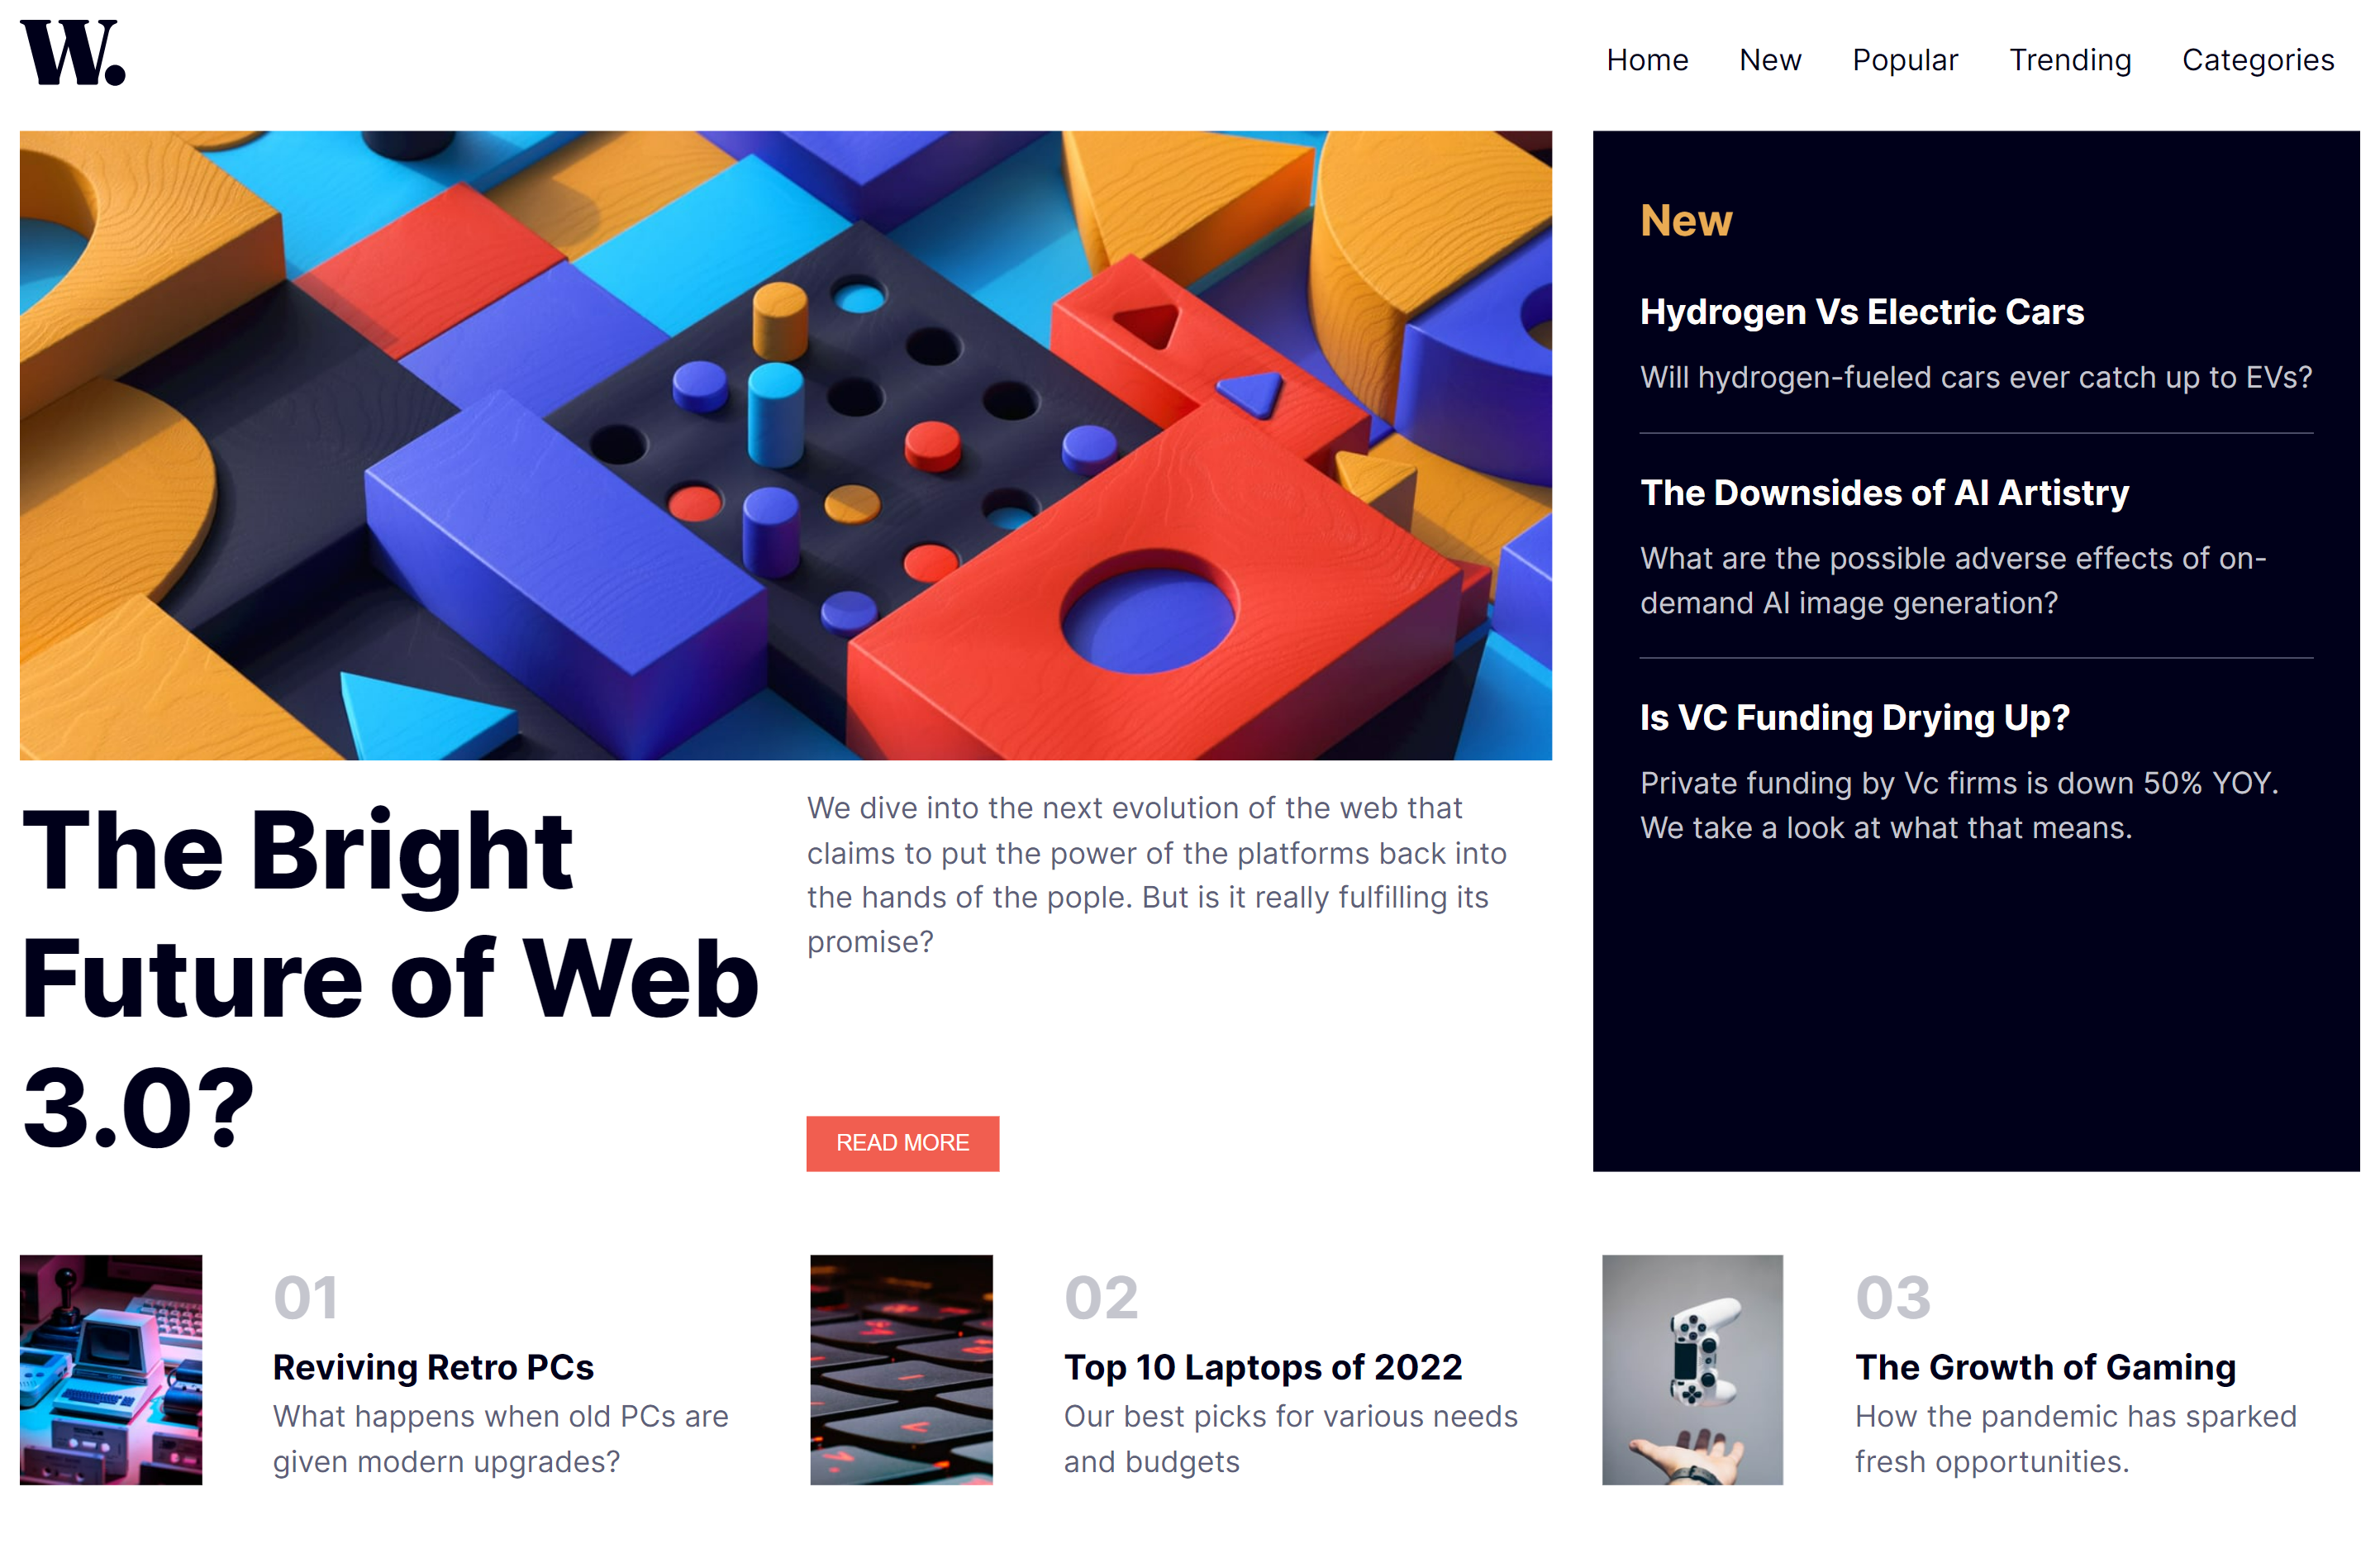 W.
Home New Popular Trending Categories
The Bright
Future of Web
3.0?
We dive into the next evolution of the web that
claims to put the power of the platforms back into
the hands of the pople. But is it really fulfilling its
promise?
READ MORE
New
Hydrogen Vs Electric Cars
Will hydrogen-fueled cars ever catch up to EVs?
The Downsides of AI Artistry
What are the possible adverse effects of on-
demand AI image generation?
Is VC Funding Drying Up?
Private funding by Vc firms is down 50% YOY.
We take a look at what that means.
01
Reviving Retro PCs
What happens when old PCs are
given modern upgrades?
02
Top 10 Laptops of 2022
Our best picks for various needs
and budgets
03
The Growth of Gaming
How the pandemic has sparked
fresh opportunities.